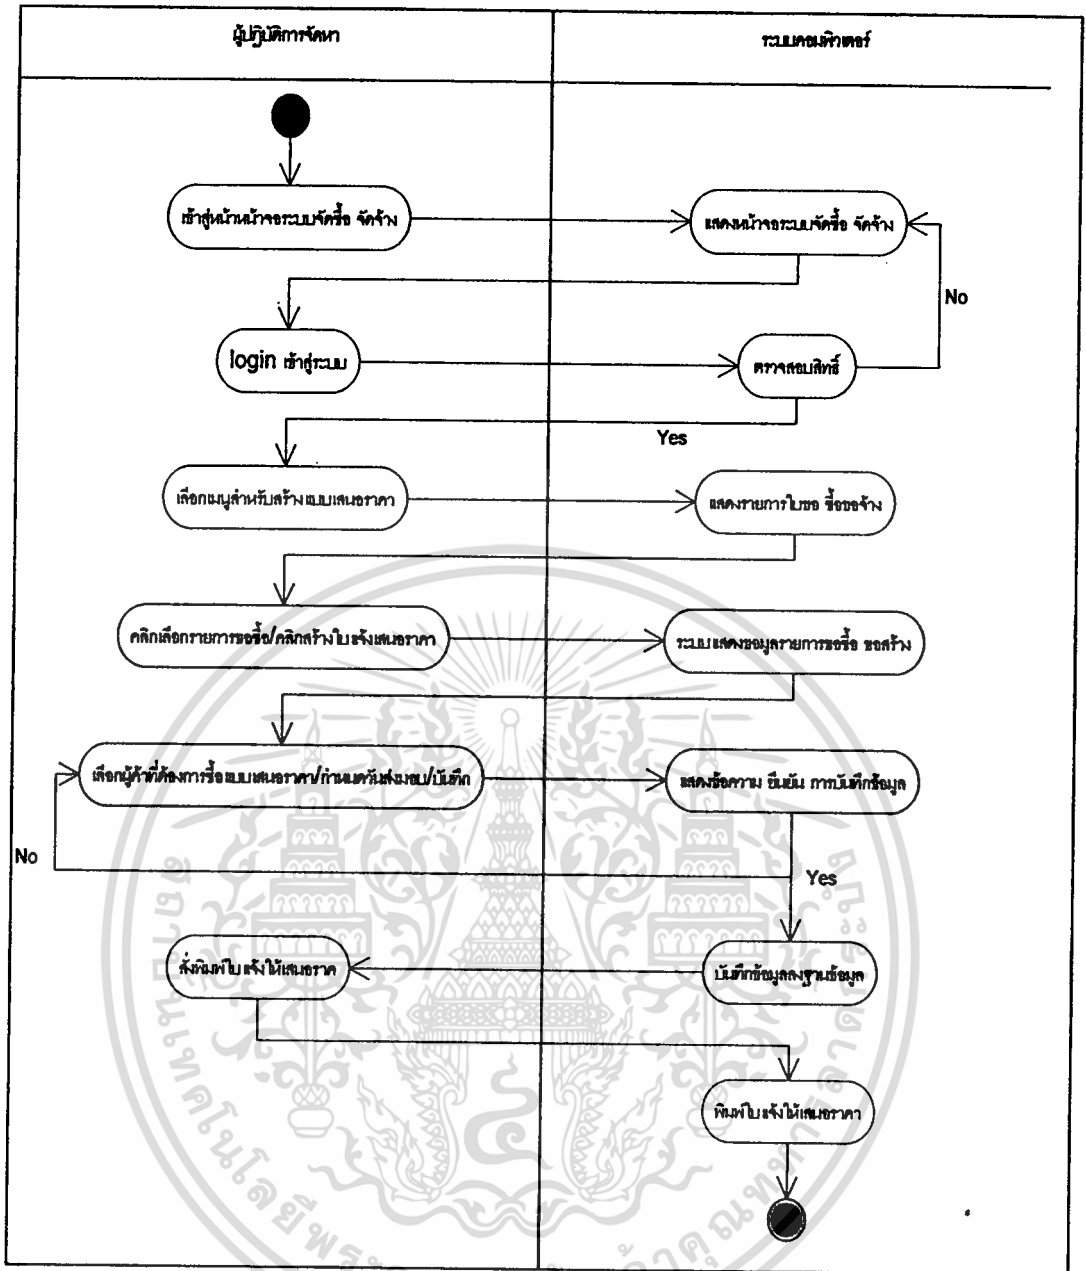 ผู้ปฏิบัติการจัดหา
ระบบคอมพิวเตอร์
เข้าสู่หน้าหน้าจอระบบจัดซื้อ จัดจ้าง
แสดงหน้าจอระบบจัดซื้อ จัดจ้าง
No
login เข้าสู่ระบบ
ตรวจสอบสิทธิ์
Yes
เลือกเมนูสำหรับสร้างแบบเสนอราคา
แสดงรายการใบขอ ซื้อขอจ้าง
คลิกเลือกรายการขอซื้อ/คลิกสร้างใบแจ้งเสนอราคา
ระบบแสดงขอมูลรายการขอซื้อ ขอสร้าง
เลือกผู้ค้าที่ต้องการซื้อแบบเสนอราคา/กำหนดวันส่งมอบ/บันทึก
แสดงข้อความ ยืนยัน การบันทึกข้อมูล
No
Yes
สั่งพิมพ์ใบแจ้งให้เสนอราค
บันทึกข้อมูลลงฐานข้อมูล
พิมพ์ใบแจ้งให้เสนอราคา